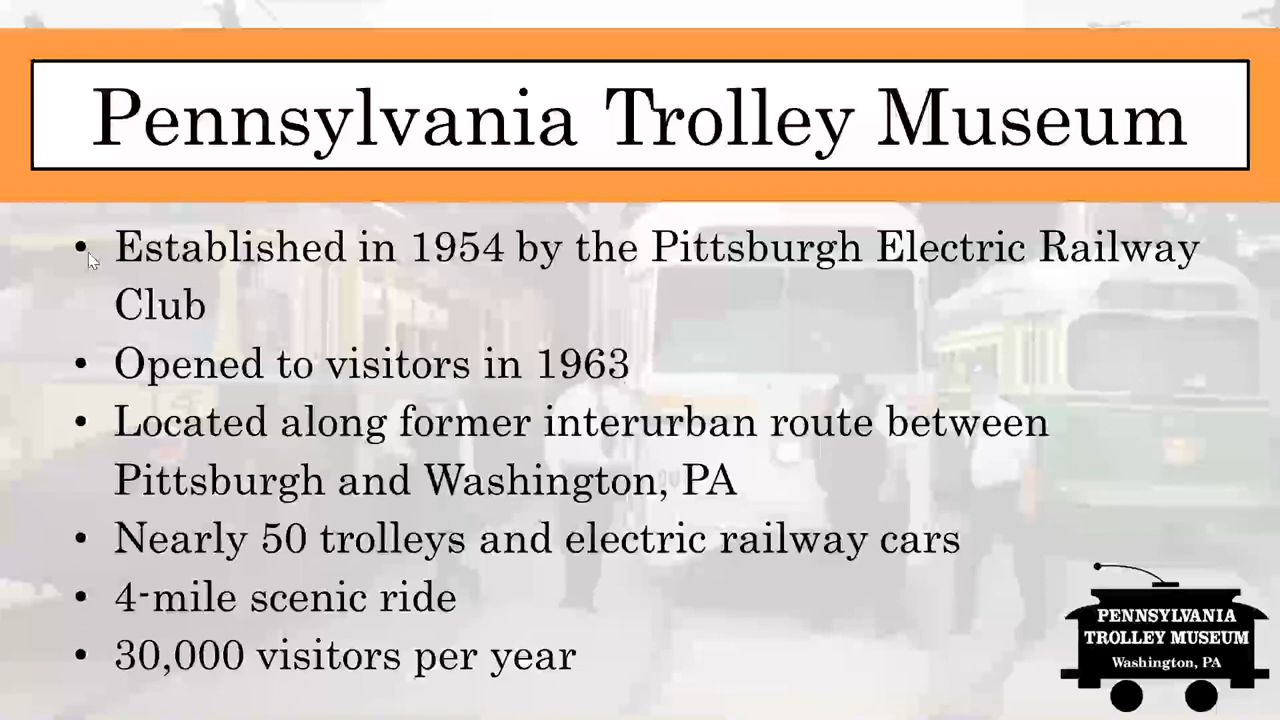 Pennsylvania Trolley Museum
• Established in 1954 by the Pittsburgh Electric Railway
Club
• Opened to visitors in 1963
• Located along former interurban route between
Pittsburgh and Washington, PA
• Nearly 50 trolleys and electric railway cars
• 4-mile scenic ride
• 30,000 visitors per year
PENNSYLVANIA
TROLLEY MUSEUM
Washington, PA